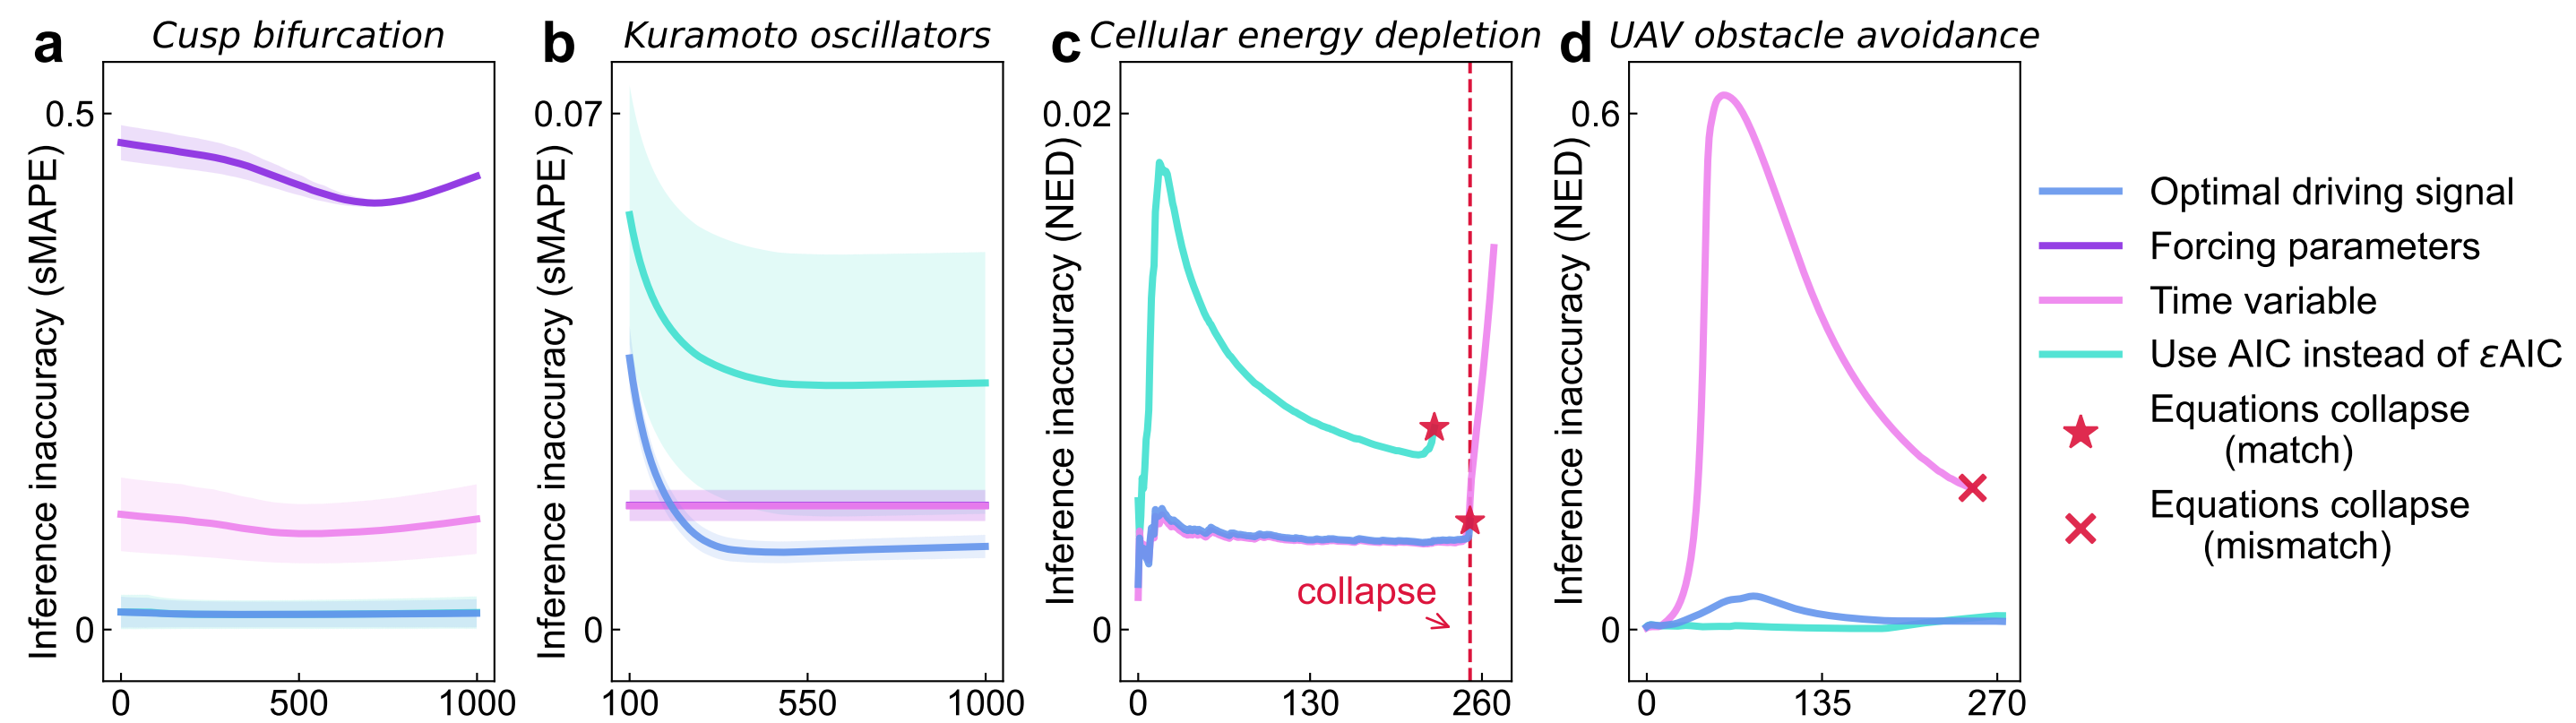 a
Cusp bifurcation
Inference inaccuracy (sMAPE)
0.5
0
0
500
1000
b
Kuramoto oscillators
Inference inaccuracy (sMAPE)
0.07
0
100
550
1000
c
Cellular energy depletion
Inference inaccuracy (NED)
0.02
0
collapse
0
130
260
d
UAV obstacle avoidance
Inference inaccuracy (NED)
0.6
0
0
135
270
Optimal driving signal
Forcing parameters
Time variable
Use AIC instead of εAIC
Equations collapse
(match)
Equations collapse
(mismatch)